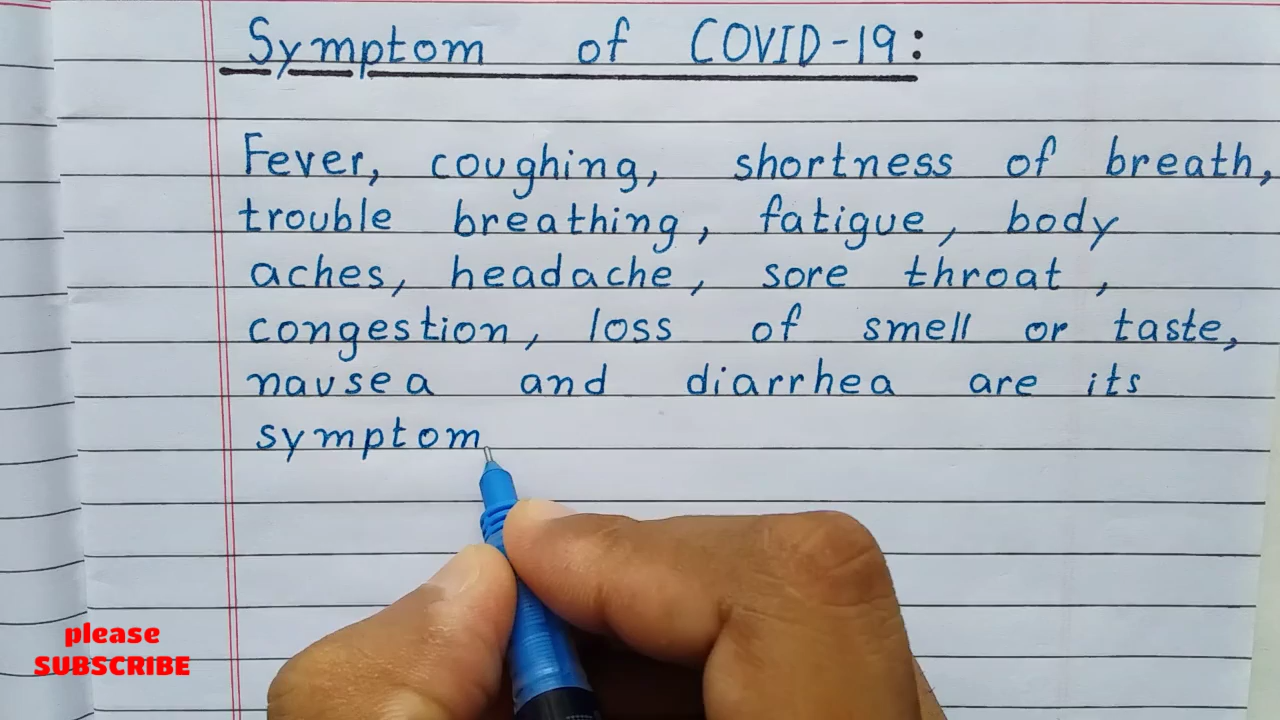 Symptom of COVID-19:
Fever, coughing, shortness of breath,
trouble breathing, fatigue, body
aches, headache, sore throat,
congestion, loss of smell or taste,
nausea and diarrhea are its
symptom
please
SUBSCRIBE